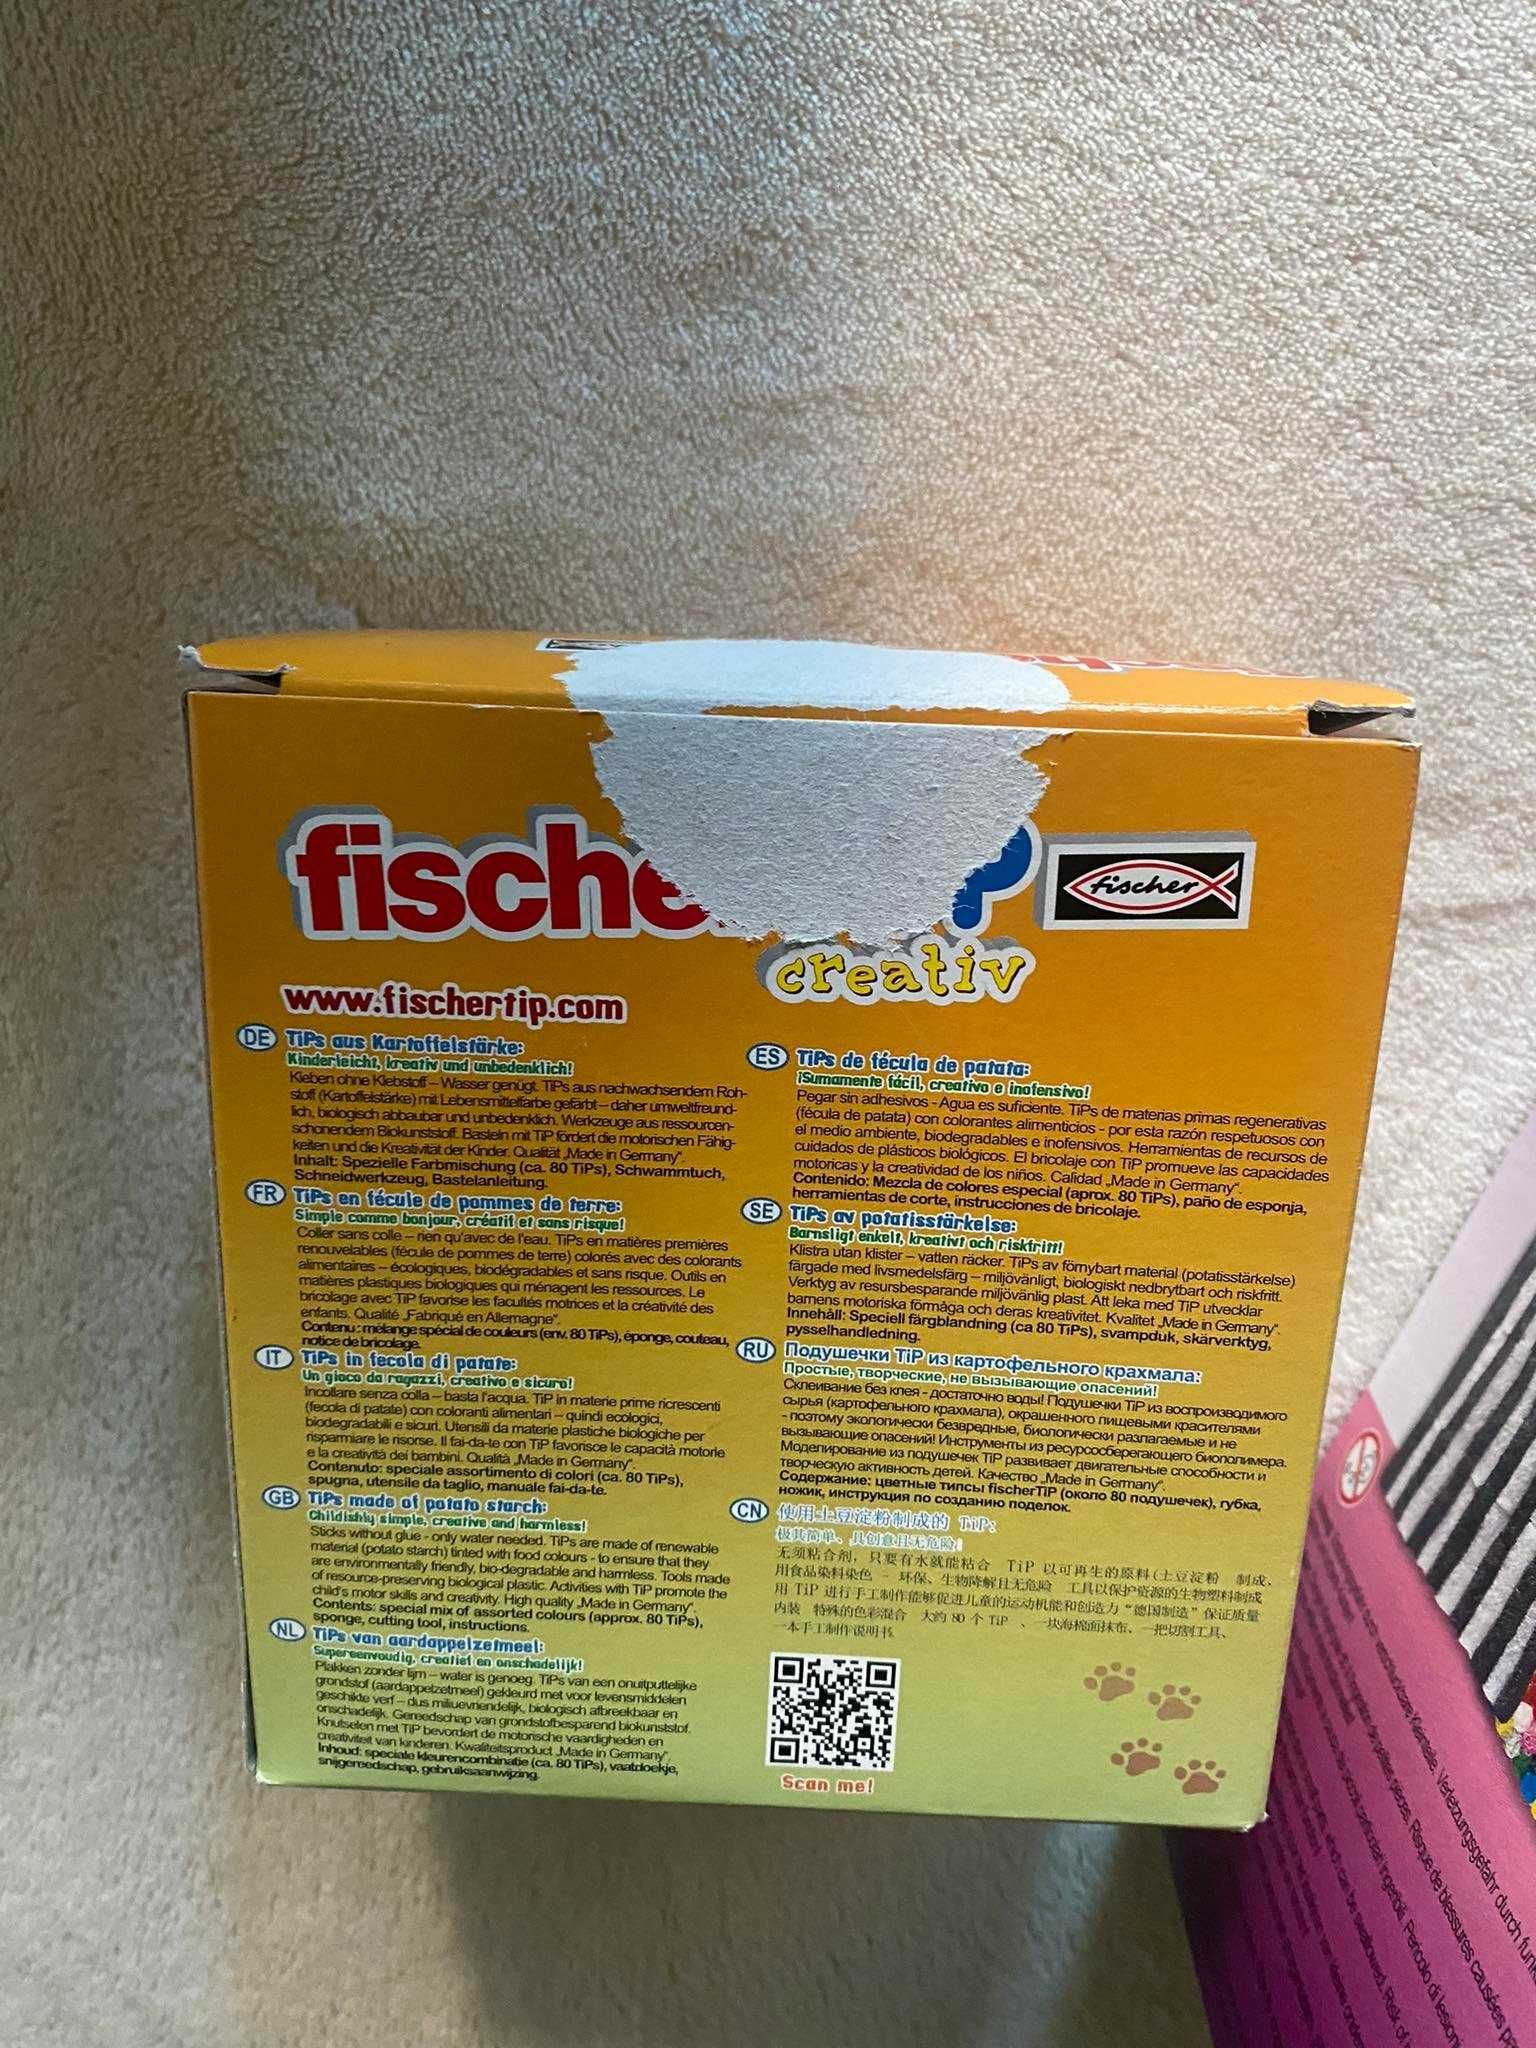 fische
fischer
creativ
www.fischertip.com
DE TiPs aus Kartoffelstärke:
Kinderleicht, kreativ und unbedenklich!
Kleben ohne Klebstoff – Wasser genügt. TiPs aus nachwachsendem Roh-
stoff (Kartoffelstärke) mit Lebensmittelfarbe gefärbt – daher umweltfreund-
lich, biologisch abbaubar und unbedenklich. Werkzeuge aus ressourcen-
schonendem Biokunststoff. Basteln mit TiP fördert die motorischen Fähig-
keiten und die Kreativität der Kinder. Qualität „Made in Germany“.
Inhalt: Spezielle Farbmischung (ca. 80 TiPs), Schwammtuch,
Schneidwerkzeug, Bastelanleitung.
FR TiPs en fécule de pommes de terre:
Simple comme bonjour, créatif et sans risque!
Coller sans colle – rien qu'avec de l'eau. TiPs en matières premières
renouvelables (fécule de pommes de terre) colorés avec des colorants
alimentaires – écologiques, biodégradables et sans risque. Outils en
matières plastiques biologiques qui ménagent les ressources. Le
bricolage avec TiP favorise les facultés motrices et la créativité des
enfants. Qualité „Fabriqué en Allemagne“.
Contenu : mélange spécial de couleurs (env. 80 TiPs), éponge, couteau,
notice de bricolage.
IT TiPs in fecola di patate:
Un gioco da ragazzi, creativo e sicuro!
Incollare senza colla – basta l'acqua. TiP in materie prime ricrescenti
(fecola di patate) con coloranti alimentari – quindi ecologici,
biodegradabili e sicuri. Utensili da materie plastiche biologiche per
risparmiare le risorse. Il fai-da-te con TiP favorisce le capacità motorie
e la creatività dei bambini. Qualità „Made in Germany“.
Contenuto: speciale assortimento di colori (ca. 80 TiPs),
spugna, utensile da taglio, manuale fai-da-te.
GB TiPs made of potato starch:
Childishly simple, creative and harmless!
Sticks without glue - only water needed. TiPs are made of renewable
material (potato starch) tinted with food colours - to ensure that they
are environmentally friendly, bio-degradable and harmless. Tools made
of resource-preserving biological plastic. Activities with TiP promote the
child's motor skills and creativity. High quality „Made in Germany“.
Contents: special mix of assorted colours (approx. 80 TiPs),
sponge, cutting tool, instructions.
NL TiPs van aardappelzetmeel:
Supereenvoudig, creatief en onschadelijk!
Plakken zonder lijm – water is genoeg. TiPs van een onuitputtelijke
grondstof (aardappelzetmeel) gekleurd met voor levensmiddelen
geschikte verf – dus milieuvriendelijk, biologisch afbreekbaar en
onschadelijk. Gereedschap van grondstofbesparend biokunststof.
Knutselen met TiP bevordert de motorische vaardigheden en
creativiteit van kinderen. Kwaliteitsproduct „Made in Germany“.
Inhoud: speciale kleurencombinatie (ca. 80 TiPs), vaatdoekje,
snijgereedschap, gebruiksaanwijzing.
ES TiPs de fécula de patata:
¡Sumamente fácil, creativo e inofensivo!
Pegar sin adhesivos - Agua es suficiente. TiPs de materias primas regenerativas
(fécula de patata) con colorantes alimenticios - por esta razón respetuosos con
el medio ambiente, biodegradables e inofensivos. Herramientas de recursos de
cuidados de plásticos biológicos. El bricolaje con TiP promueve las capacidades
motoricas y la creatividad de los niños. Calidad „Made in Germany“.
Contenido: Mezcla de colores especial (aprox. 80 TiPs), paño de esponja,
herramientas de corte, instrucciones de bricolaje.
SE TiPs av potatisstärkelse:
Barnsligt enkelt, kreativt och riskfritt!
Klistra utan klister – vatten räcker. TiPs av förnybart material (potatisstärkelse)
färgade med livsmedelsfärg – miljövänligt, biologiskt nedbrytbart och riskfritt.
Verktyg av resursbesparande miljövänlig plast. Att leka med TiP utvecklar
barnens motoriska förmåga och deras kreativitet. Kvalitet „Made in Germany“.
Innehåll: Speciell färgblandning (ca 80 TiPs), svampduk, skärverktyg,
pysselhandledning.
RU Подушечки TiP из картофельного крахмала:
Простые, творческие, не вызывающие опасений!
Склеивание без клея - достаточно воды! Подушечки TiP из воспроизводимого
сырья (картофельного крахмала), окрашенного пищевыми красителями
- поэтому экологически безвредные, биологически разлагаемые и не
вызывающие опасений! Инструменты из ресурсосберегающего биополимера.
Моделирование из подушечек TiP развивает двигательные способности и
творческую активность детей. Качество „Made in Germany“.
Содержание: цветные типсы fischerTiP (около 80 подушечек), губка,
ножик, инструкция по созданию поделок.
CN 使用土豆淀粉制成的 TiP:
极其简单、具创意且无危险!
无须粘合剂，只要有水就能粘合 TiP 以可再生的原料(土豆淀粉 制成、
用食品染料染色 - 环保、生物降解且无危险 工具以保护资源的生物塑料制成
用 TiP 进行手工制作能够促进儿童的运动机能和创造力 “德国制造” 保证质量
内装 特殊的色彩混合 大约 80 个 TiP 、一块海棉面抹布、一把切割工具、
一本手工制作说明书
Scan me!
Verletzungsgefahr durch
Risque de blessures causées
Pericolo di lesioni
which can be swallowed. Risk of